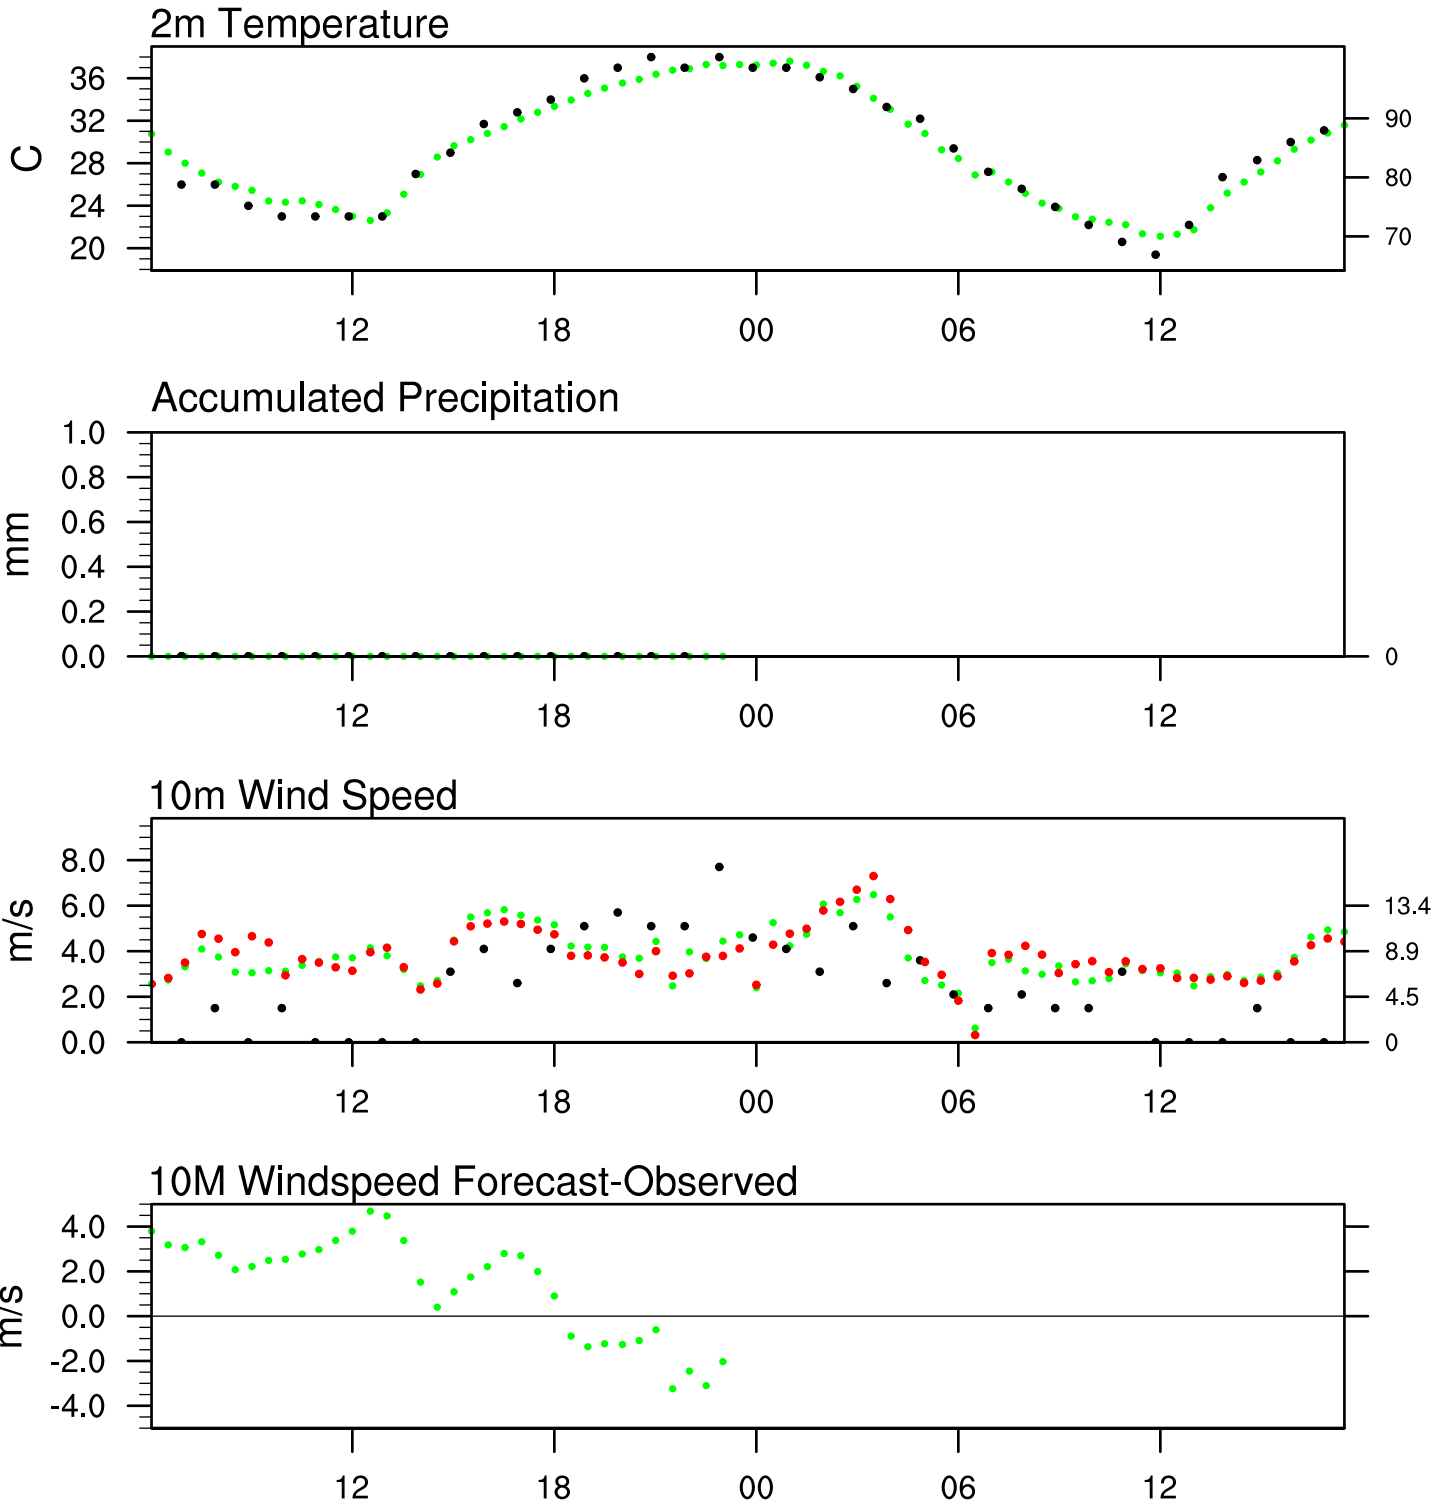 2m Temperature
C
36
32
28
24
20
90
80
70
12 18 00 06 12
Accumulated Precipitation
mm
1.0
0.8
0.6
0.4
0.2
0.0
0
12 18 00 06 12
10m Wind Speed
m/s
8.0
6.0
4.0
2.0
0.0
13.4
8.9
4.5
0
12 18 00 06 12
10M Windspeed Forecast-Observed
m/s
4.0
2.0
0.0
-2.0
-4.0
12 18 00 06 12